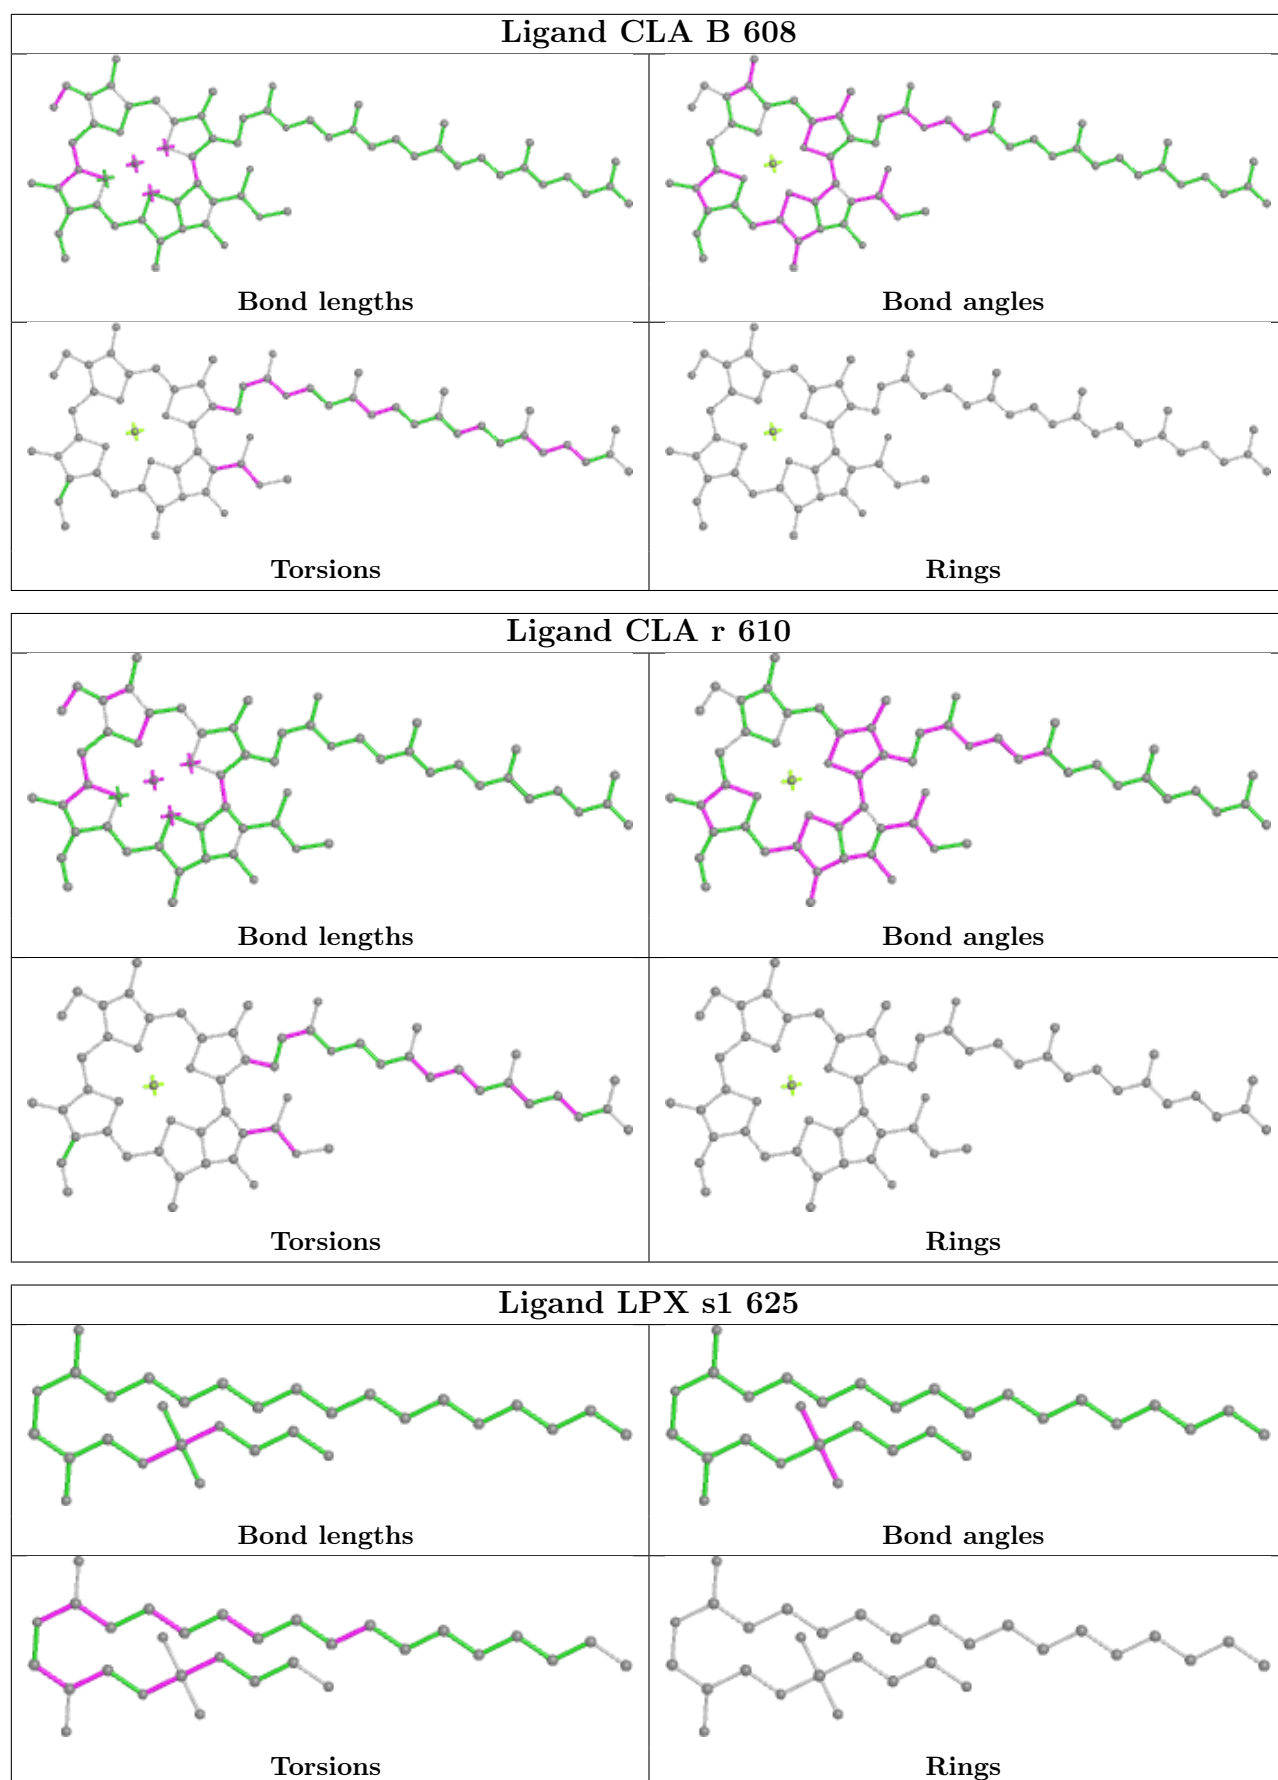 Ligand CLA B 608
Bond lengths
Bond angles
Torsions
Rings
Ligand CLA r 610
Bond lengths
Bond angles
Torsions
Rings
Ligand LPX s1 625
Bond lengths
Bond angles
Torsions
Rings